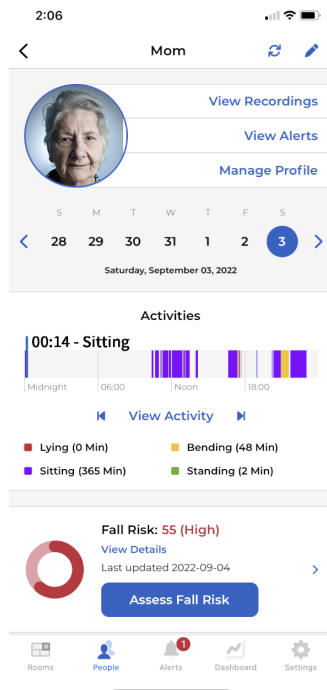 2:06
Mom
View Recordings
View Alerts
Manage Profile
S M T W T F S
28 29 30 31 1 2 3
Saturday, September 03, 2022
Activities
00:14 - Sitting
Midnight 06:00 Noon 18:00
View Activity
Lying (0 Min) Bending (48 Min)
Sitting (365 Min) Standing (2 Min)
Fall Risk: 55 (High)
View Details
Last updated 2022-09-04
Assess Fall Risk
1
Rooms People Alerts Dashboard Settings